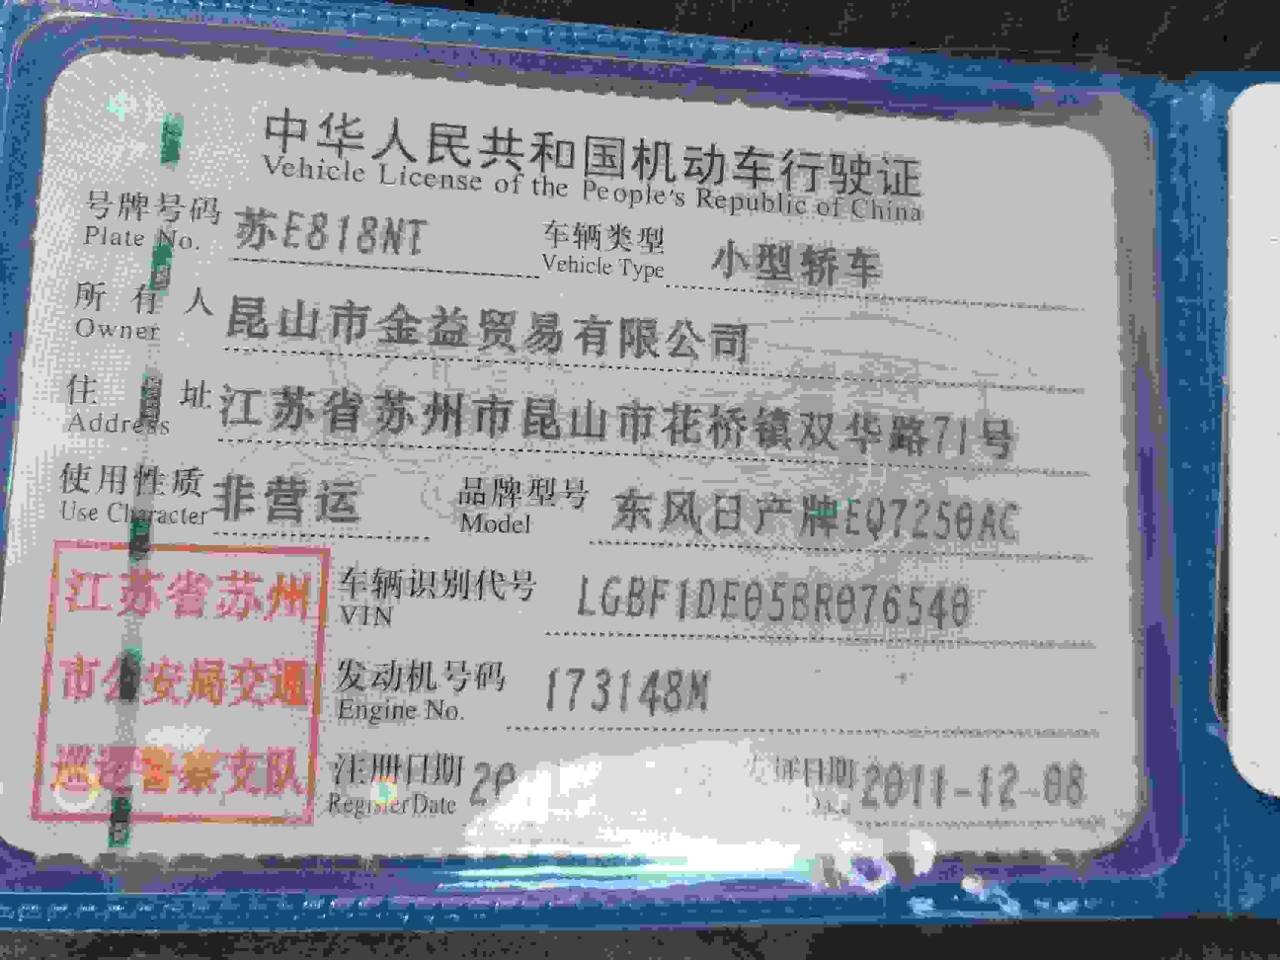 中华人民共和国机动车行驶证
Vehicle License of the People's Republic of China
号牌号码 苏E818NT 车辆类型 小型轿车
Plate No. Vehicle Type
所有人 昆山市金益贸易有限公司
Owner
住址 江苏省苏州市昆山市花桥镇双华路71号
Address
使用性质 非营运 品牌型号 东风日产牌EQ7250AC
Use Character Model
江苏省苏州
市公安局交通
巡逻警察支队
车辆识别代号 LGBF1DE05BR076540
VIN
发动机号码 173148M
Engine No.
注册日期 20 证日期 2011-12-08
Register Date